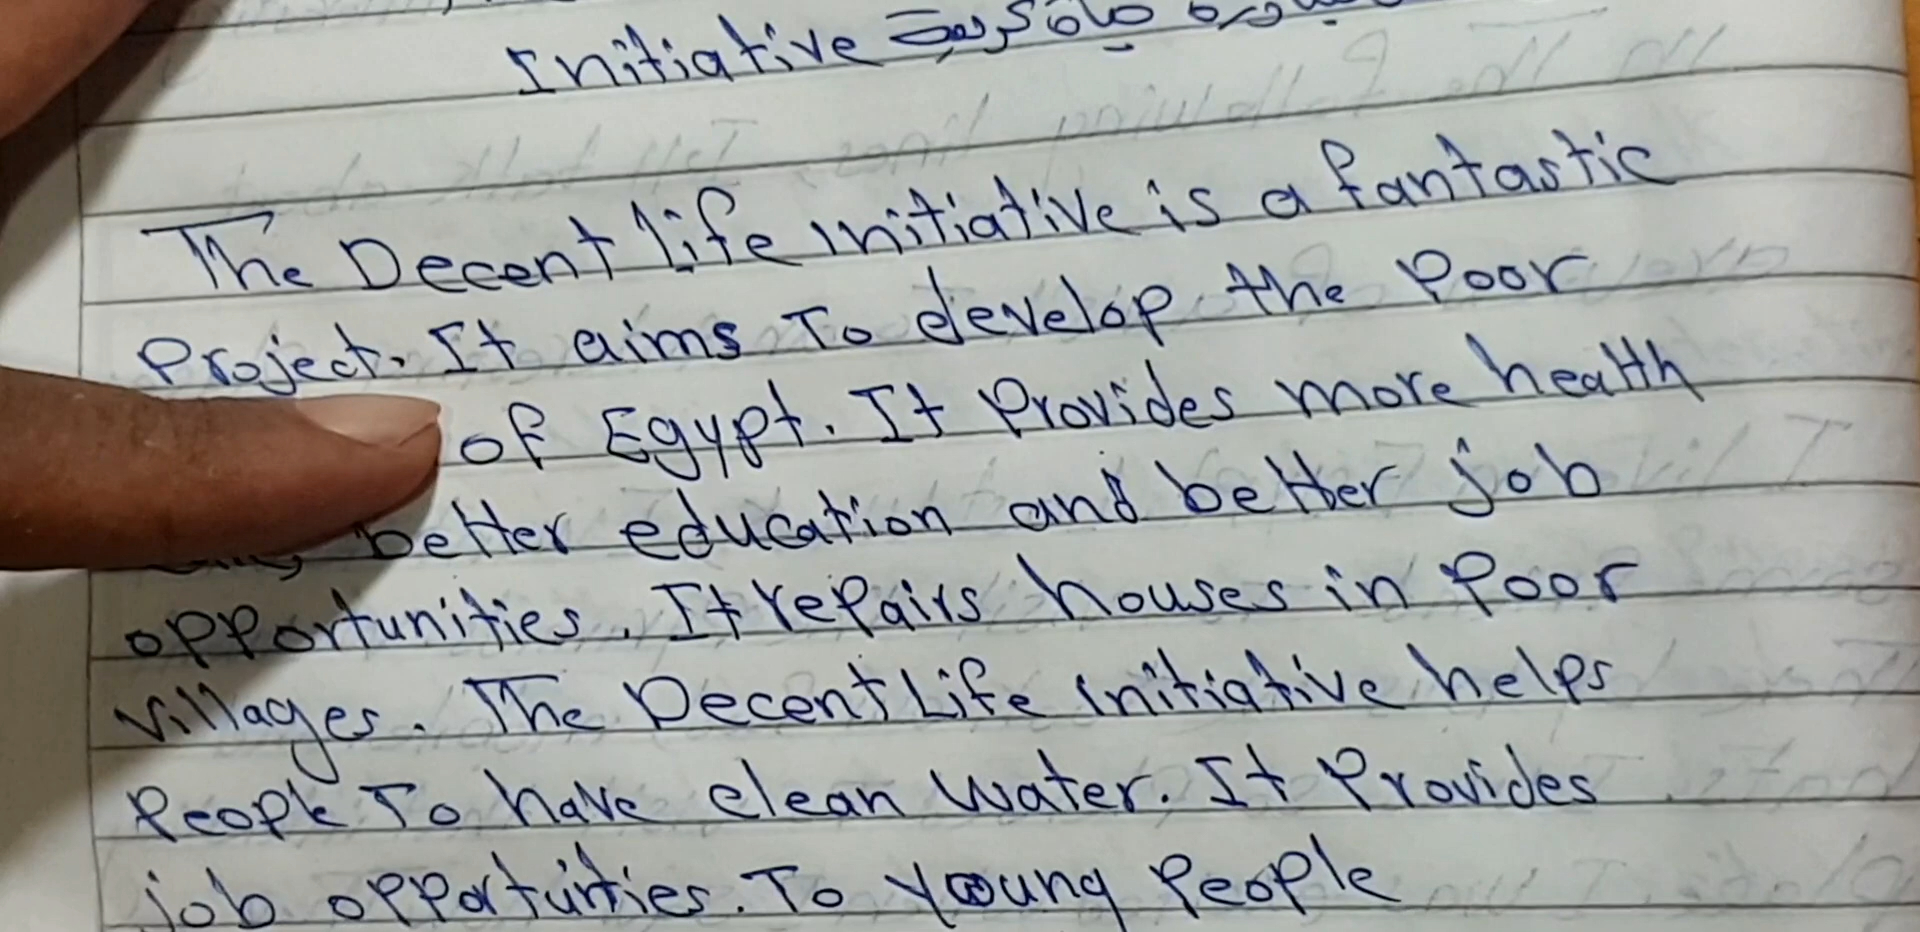 Initiative
The Decent life initiative is a fantastic
Project. It aims To develop the Poor
of Egypt. It Provides more health
better education and better job
opportunities. It repairs houses in Poor
villages. The Decent Life initiative helps
People To have clean water. It Provides
job opportunities. To young People